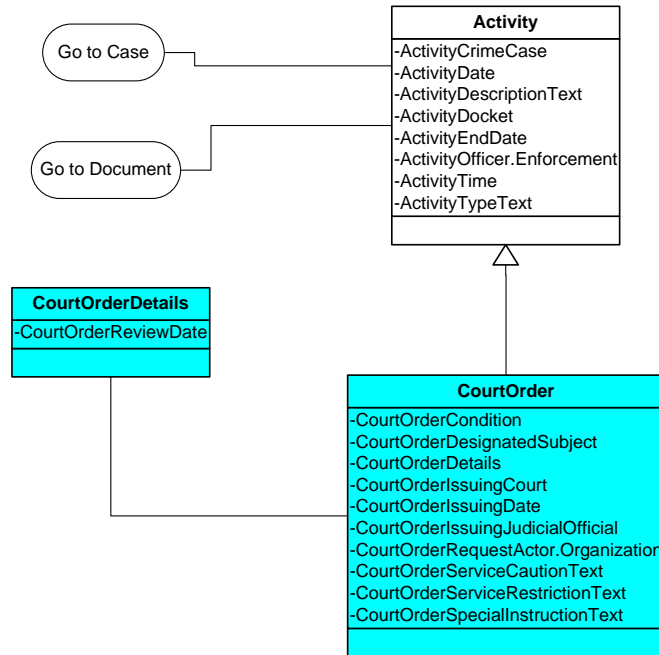 Activity
-ActivityCrimeCase
-ActivityDate
-ActivityDescriptionText
-ActivityDocket
-ActivityEndDate
-ActivityOfficer.Enforcement
-ActivityTime
-ActivityTypeText
Go to Case
Go to Document
CourtOrderDetails
-CourtOrderReviewDate
CourtOrder
-CourtOrderCondition
-CourtOrderDesignatedSubject
-CourtOrderDetails
-CourtOrderIssuingCourt
-CourtOrderIssuingDate
-CourtOrderIssuingJudicialOfficial
-CourtOrderRequestActor.Organization
-CourtOrderServiceCautionText
-CourtOrderServiceRestrictionText
-CourtOrderSpecialInstructionText